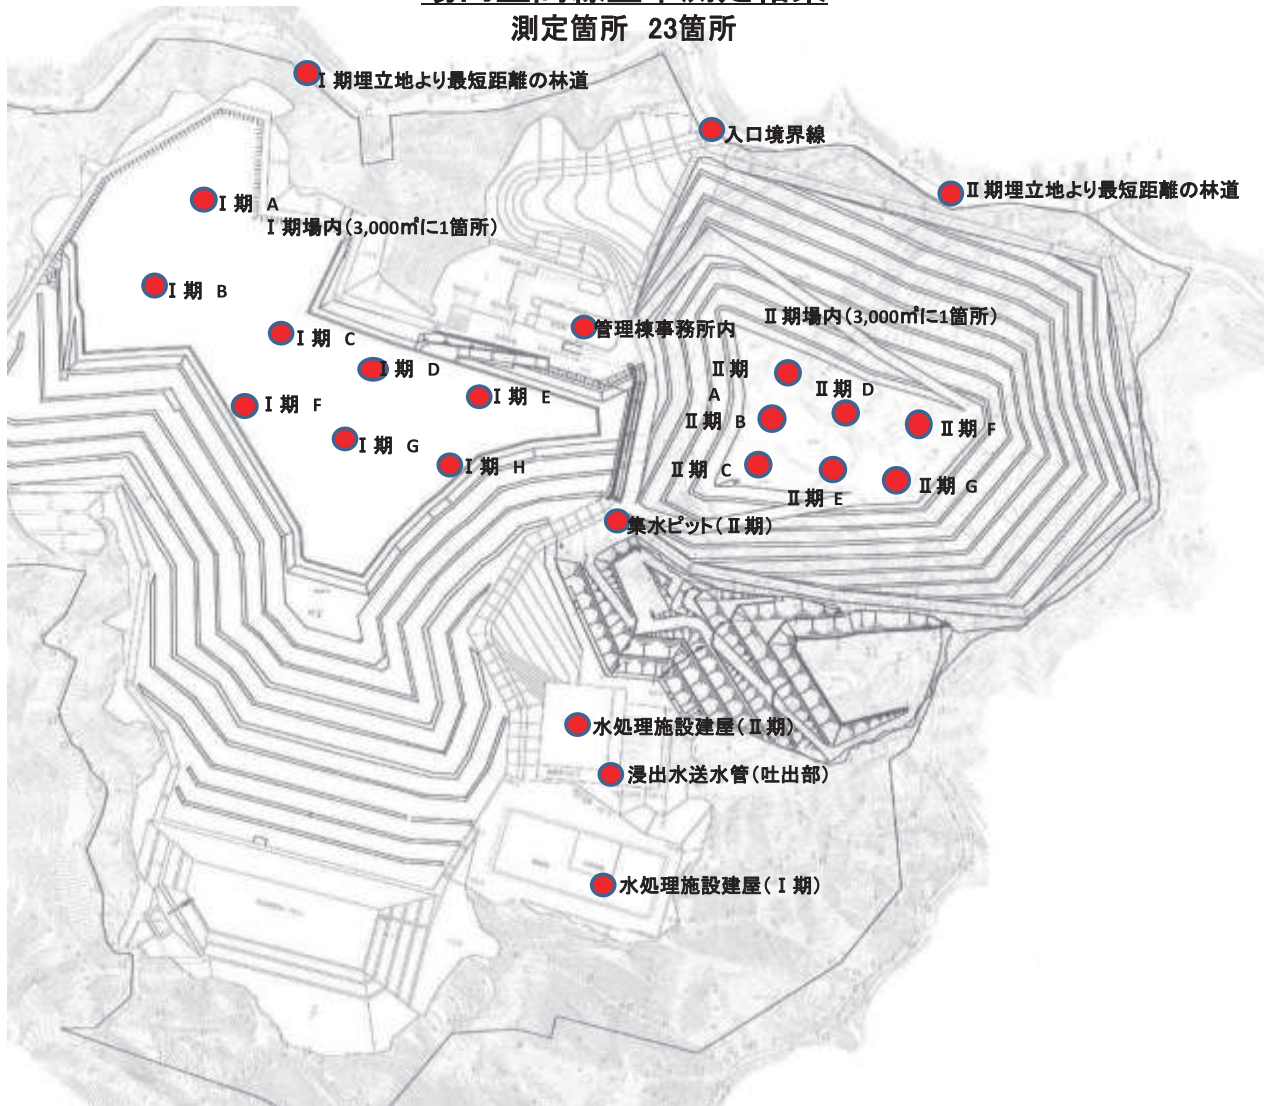 測定箇所 23箇所
Ⅰ期埋立地より最短距離の林道
入口境界線
Ⅱ期埋立地より最短距離の林道
Ⅰ期 A
Ⅰ期場内(3,000㎡に1箇所)
Ⅰ期 B
Ⅱ期場内(3,000㎡に1箇所)
管理棟事務所内
Ⅰ期 C
Ⅰ期 D
Ⅱ期
A
Ⅱ期 D
Ⅰ期 E
Ⅰ期 F
Ⅱ期 B
Ⅱ期 F
Ⅰ期 G
Ⅰ期 H
Ⅱ期 C
Ⅱ期 E
Ⅱ期 G
集水ピット(Ⅱ期)
水処理施設建屋(Ⅱ期)
浸出水送水管(吐出部)
水処理施設建屋(Ⅰ期)